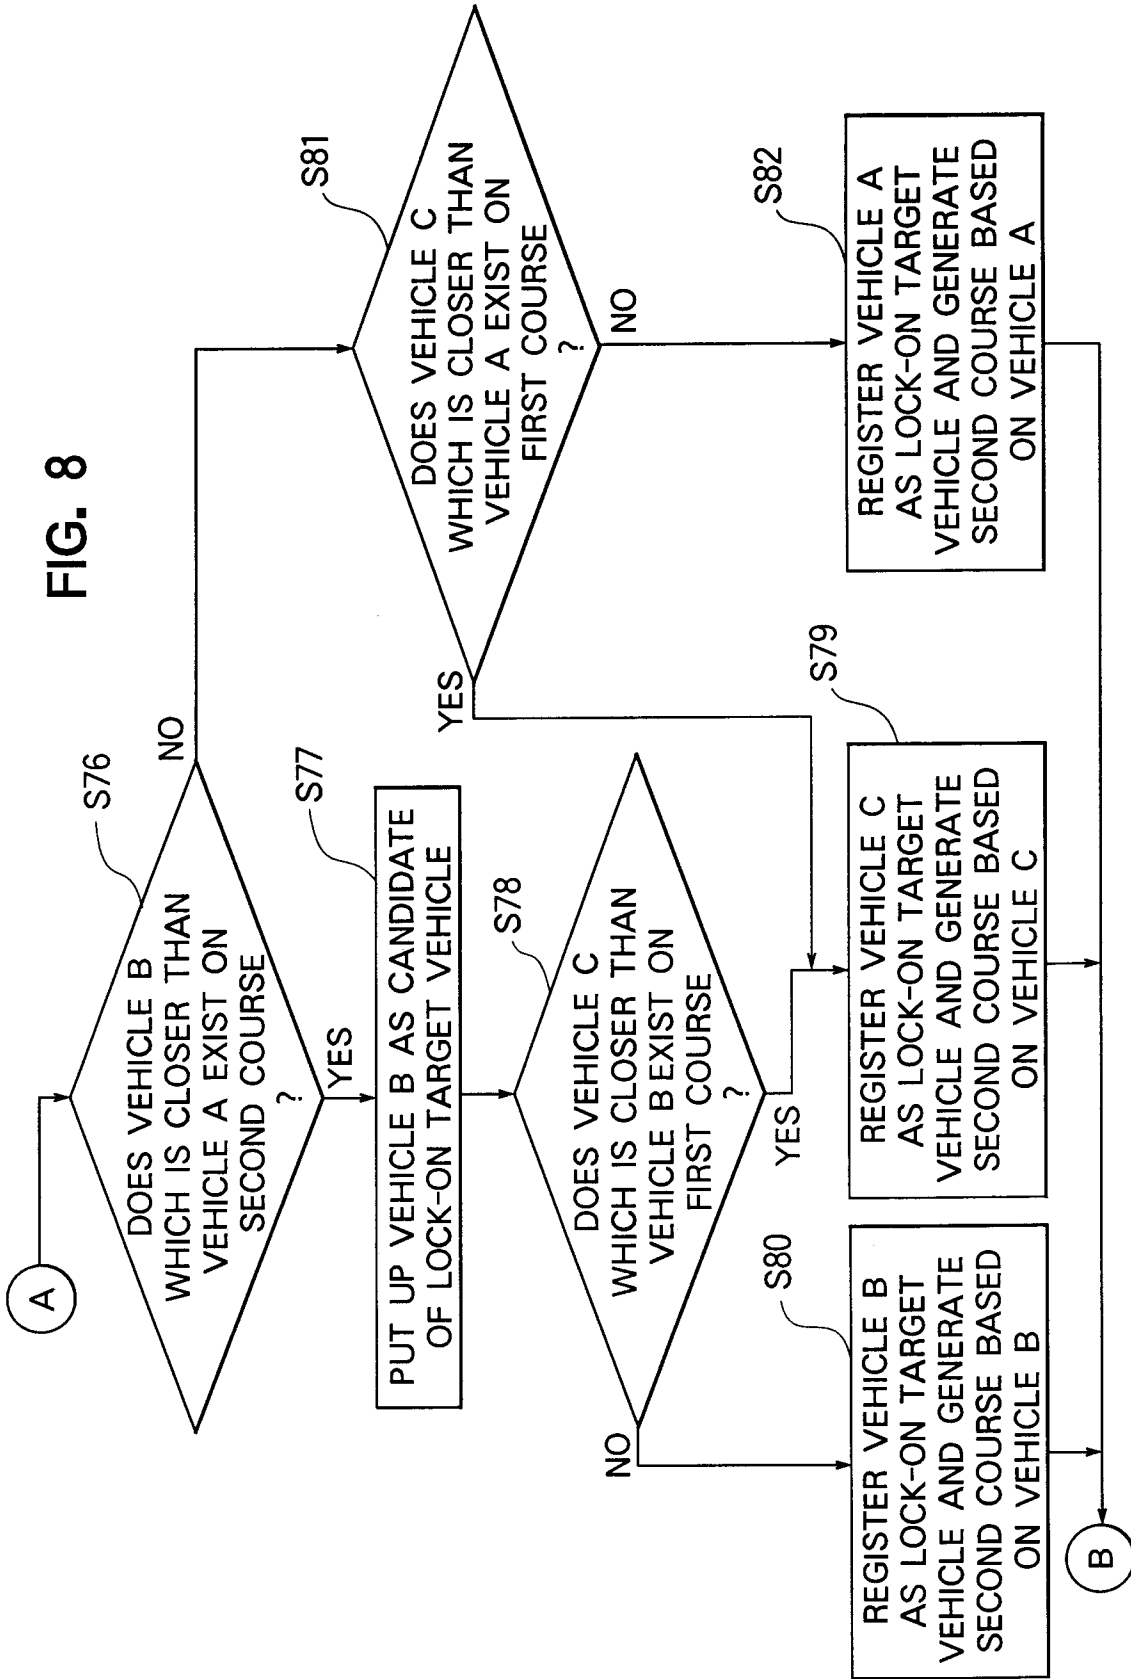 FIG. 8
A
DOES VEHICLE B
WHICH IS CLOSER THAN
VEHICLE A EXIST ON
SECOND COURSE
?
S76
NO
YES
PUT UP VEHICLE B AS CANDIDATE
OF LOCK-ON TARGET VEHICLE
S77
DOES VEHICLE C
WHICH IS CLOSER THAN
VEHICLE B EXIST ON
FIRST COURSE
?
S78
NO
YES
DOES VEHICLE C
WHICH IS CLOSER THAN
VEHICLE A EXIST ON
FIRST COURSE
?
S81
YES
NO
REGISTER VEHICLE B
AS LOCK-ON TARGET
VEHICLE AND GENERATE
SECOND COURSE BASED
ON VEHICLE B
S80
REGISTER VEHICLE C
AS LOCK-ON TARGET
VEHICLE AND GENERATE
SECOND COURSE BASED
ON VEHICLE C
S79
REGISTER VEHICLE A
AS LOCK-ON TARGET
VEHICLE AND GENERATE
SECOND COURSE BASED
ON VEHICLE A
S82
B